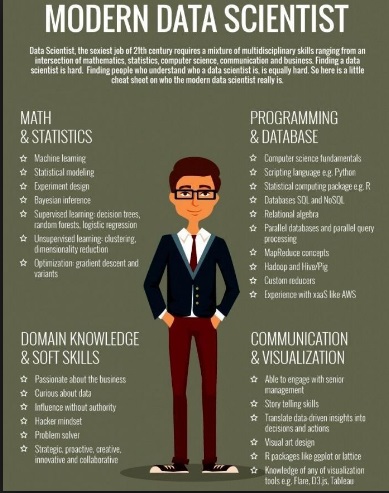 MODERN DATA SCIENTIST
Data Scientist, the sexiest job of 21th century requires a mixture of multidisciplinary skills ranging from an
intersection of mathematics, statistics, computer science, communication and business. Finding a data
scientist is hard. Finding people who understand who a data scientist is, is equally hard. So here is a little
cheat sheet on who the modern data scientist really is.
MATH
& STATISTICS
Machine learning
Statistical modeling
Experiment design
Bayesian inference
Supervised learning: decision trees,
random forests, logistic regression
Unsupervised learning: clustering,
dimensionality reduction
Optimization: gradient descent and
variants
PROGRAMMING
& DATABASE
Computer science fundamentals
Scripting language e.g. Python
Statistical computing package e.g. R
Databases SQL and NoSQL
Relational algebra
Parallel databases and parallel query
processing
MapReduce concepts
Hadoop and Hive/Pig
Custom reducers
Experience with xaaS like AWS
DOMAIN KNOWLEDGE
& SOFT SKILLS
Passionate about the business
Curious about data
Influence without authority
Hacker mindset
Problem solver
Strategic, proactive, creative,
innovative and collaborative
COMMUNICATION
& VISUALIZATION
Able to engage with senior
management
Story telling skills
Translate data-driven insights into
decisions and actions
Visual art design
R packages like ggplot or lattice
Knowledge of any of visualization
tools e.g. Flare, D3.js, Tableau